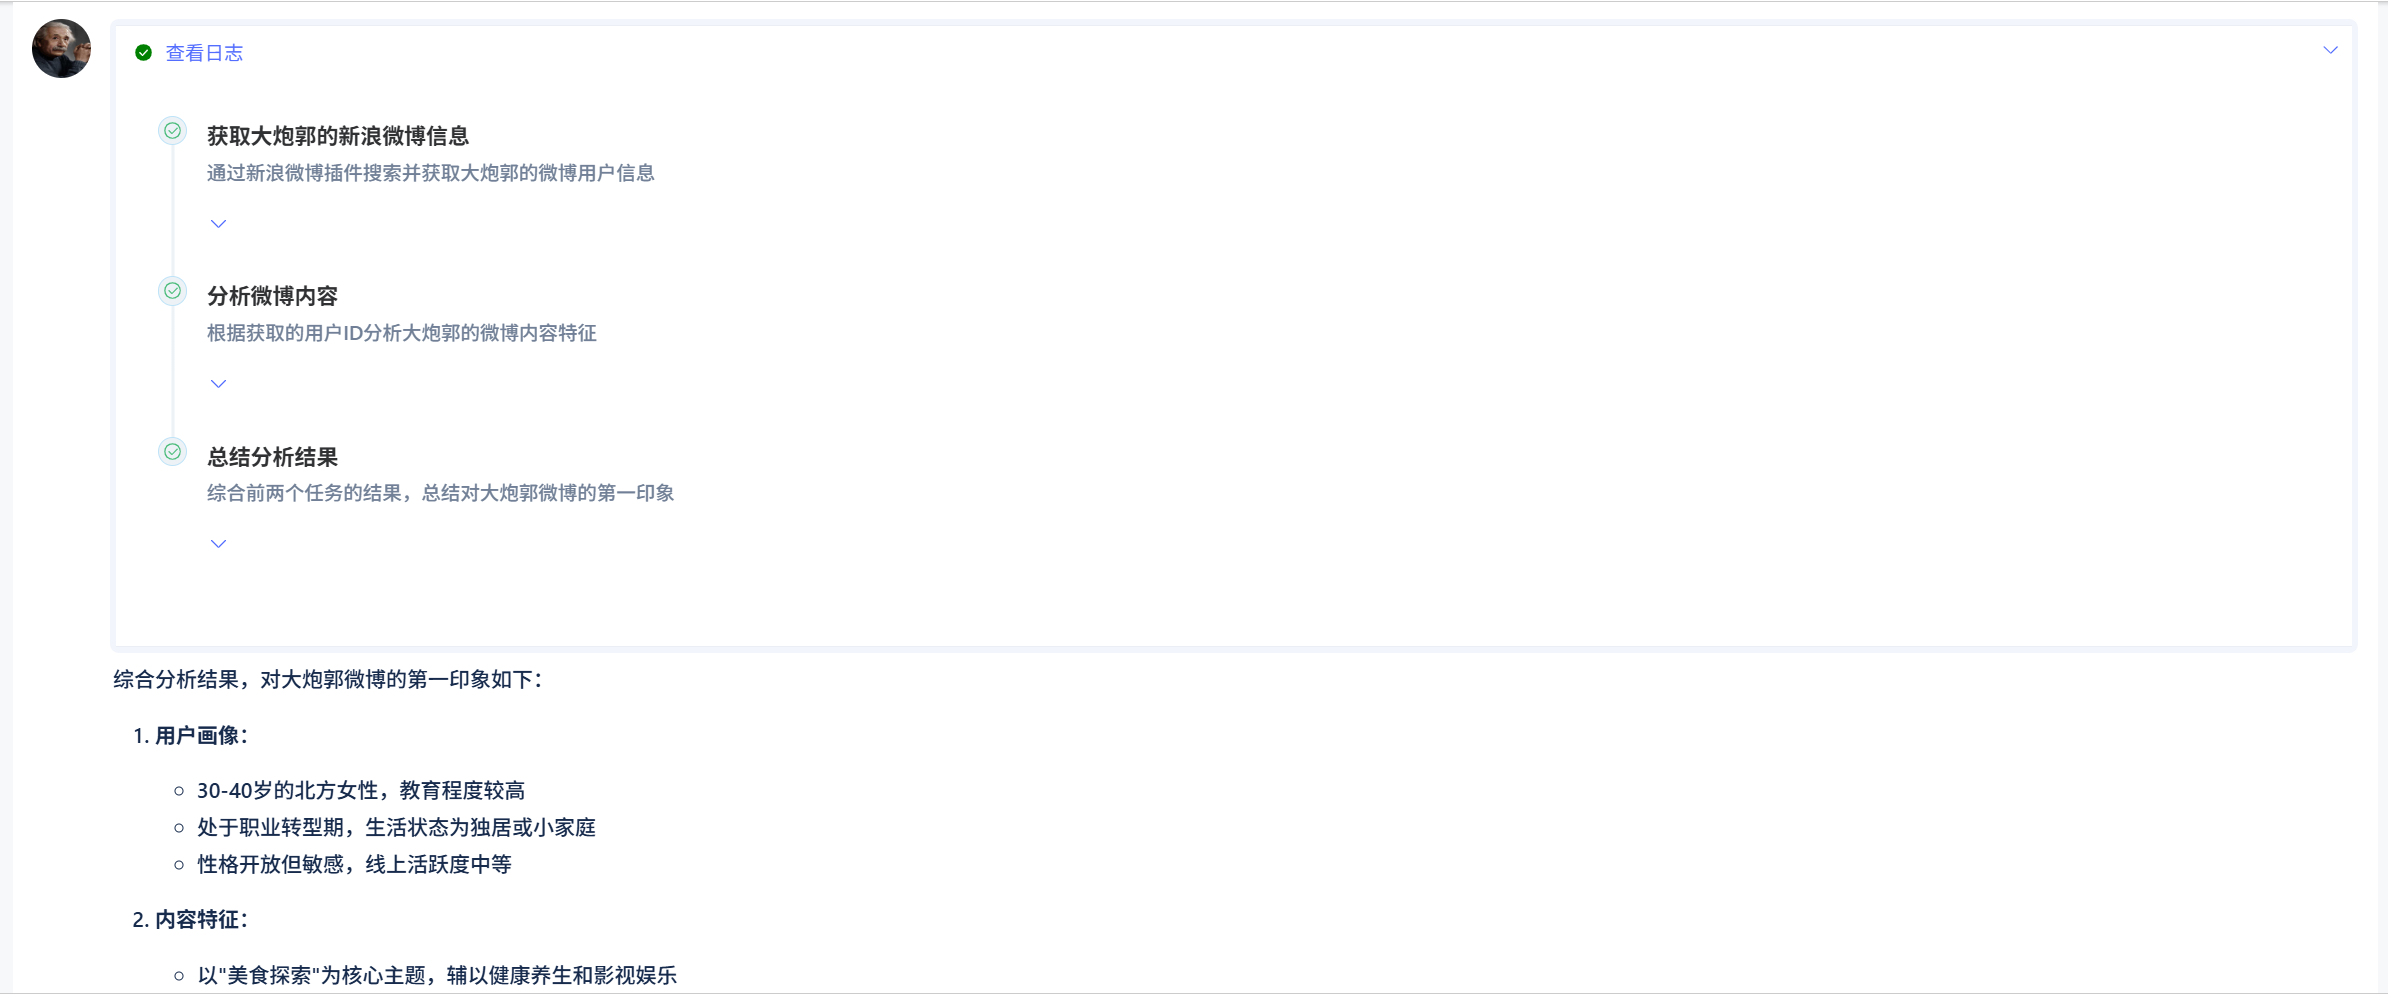 查看日志
获取大炮郭的新浪微博信息
通过新浪微博插件搜索并获取大炮郭的微博用户信息
分析微博内容
根据获取的用户ID分析大炮郭的微博内容特征
总结分析结果
综合前两个任务的结果，总结对大炮郭微博的第一印象
综合分析结果，对大炮郭微博的第一印象如下：
1. 用户画像：
30-40岁的北方女性，教育程度较高
处于职业转型期，生活状态为独居或小家庭
性格开放但敏感，线上活跃度中等
2. 内容特征：
以"美食探索"为核心主题，辅以健康养生和影视娱乐